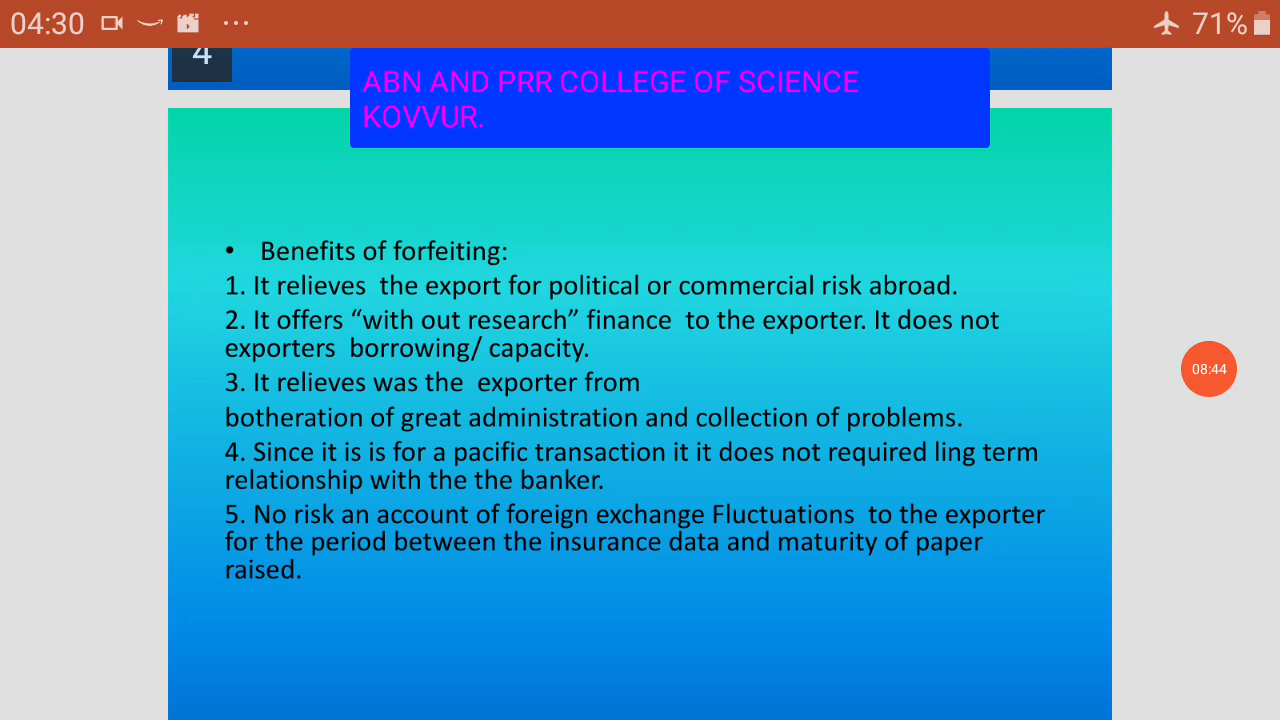 04:30
71%
4
ABN AND PRR COLLEGE OF SCIENCE
KOVVUR.
• Benefits of forfeiting:
1. It relieves the export for political or commercial risk abroad.
2. It offers “with out research” finance to the exporter. It does not
exporters borrowing/ capacity.
3. It relieves was the exporter from
botheration of great administration and collection of problems.
4. Since it is is for a pacific transaction it it does not required ling term
relationship with the the banker.
5. No risk an account of foreign exchange Fluctuations to the exporter
for the period between the insurance data and maturity of paper
raised.
08:44